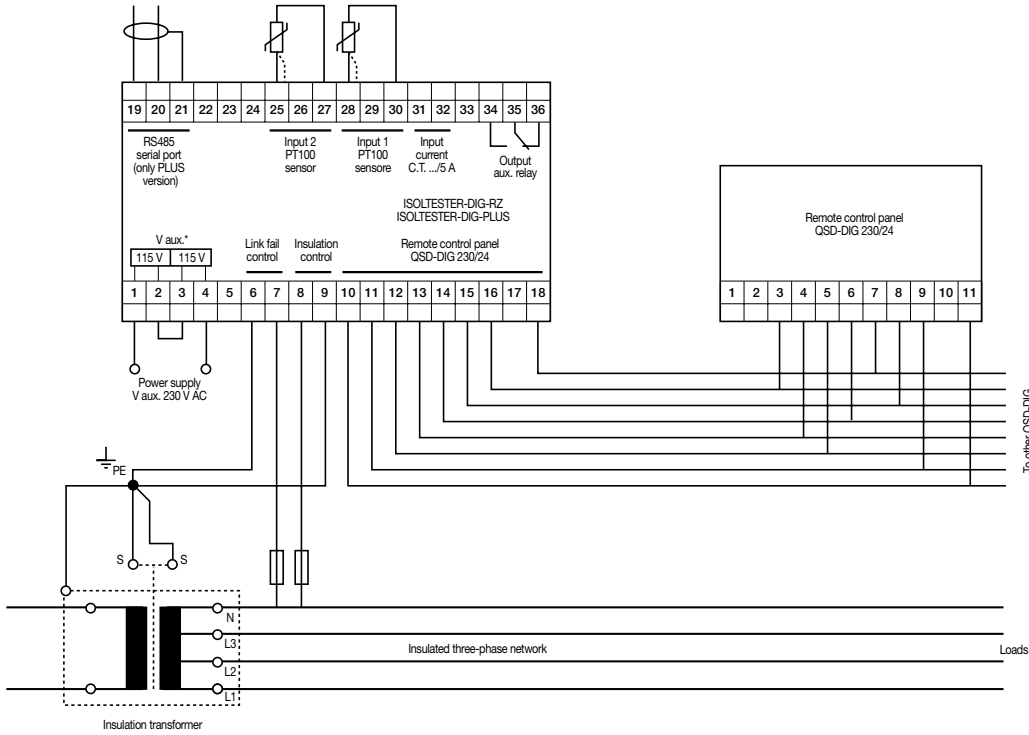 19 20 21 22 23 24 25 26 27 28 29 30 31 32 33 34 35 36
RS485
serial port
(only PLUS
version)
Input 2
PT100
sensor
Input 1
PT100
sensore
Input
current
C.T. .../5 A
Output
aux. relay
ISOLTESTER-DIG-RZ
ISOLTESTER-DIG-PLUS
V aux.*
115 V 115 V
Link fail
control
Insulation
control
Remote control panel
QSD-DIG 230/24
1 2 3 4 5 6 7 8 9 10 11 12 13 14 15 16 17 18
Remote control panel
QSD-DIG 230/24
1 2 3 4 5 6 7 8 9 10 11
Power supply
V aux. 230 V AC
To other QSD-DIG
PE
S S
N
L3
L2
L1
Insulated three-phase network
Loads
Insulation transformer